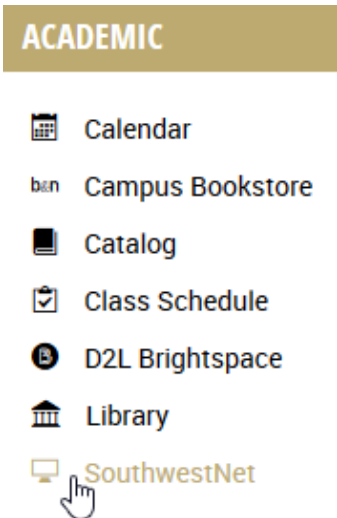 ACADEMIC
Calendar
b&n Campus Bookstore
Catalog
Class Schedule
B D2L Brightspace
Library
SouthwestNet